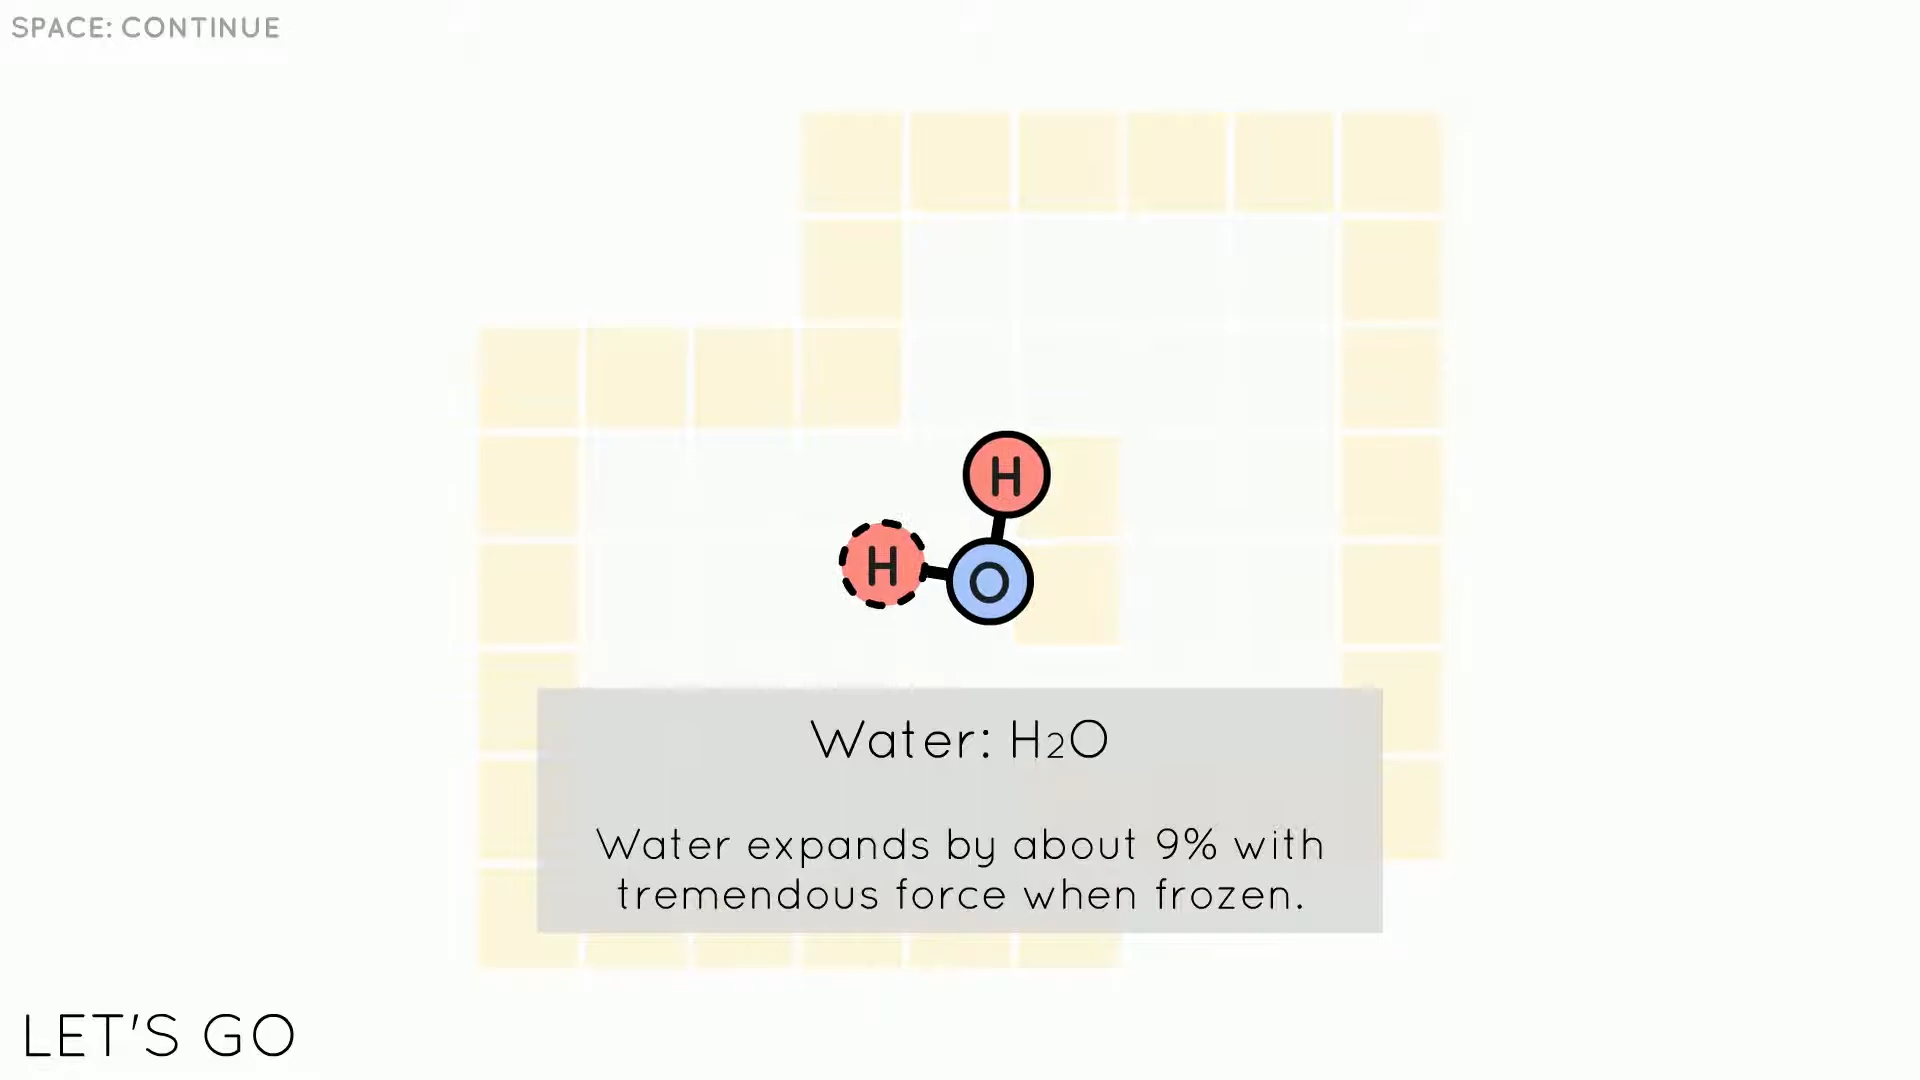 SPACE: CONTINUE
H
H
O
Water: H2O
Water expands by about 9% with
tremendous force when frozen.
LET'S GO